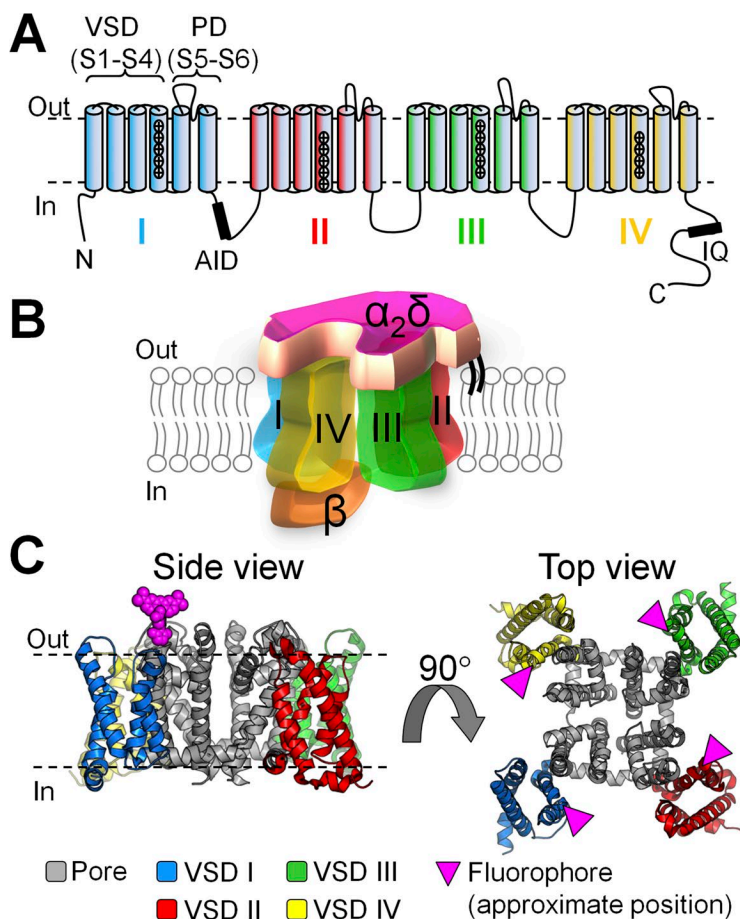 A
VSD
(S1-S4)
PD
(S5-S6)
Out
In
N
I
AID
II
III
IV
IQ
C
B
α₂δ
Out
I
IV
III
II
In
β
C
Side view
Top view
Out
90°
In
Pore
VSD I
VSD III
Fluorophore
VSD II
VSD IV
(approximate position)